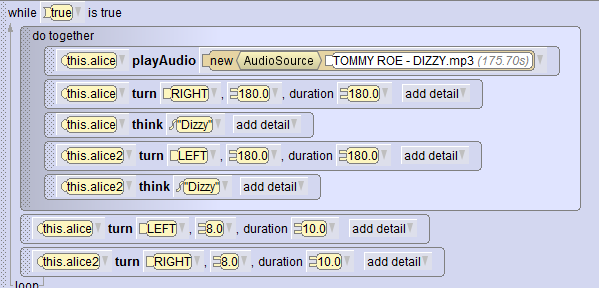 while true is true
do together
this.alice playAudio new AudioSource TOMMY ROE - DIZZY.mp3 (175.70s)
this.alice turn RIGHT , 180.0 , duration 180.0 add detail
this.alice think "Dizzy" add detail
this.alice2 turn LEFT , 180.0 , duration 180.0 add detail
this.alice2 think "Dizzy" add detail
this.alice turn LEFT , 8.0 , duration 10.0 add detail
this.alice2 turn RIGHT , 8.0 , duration 10.0 add detail
loop